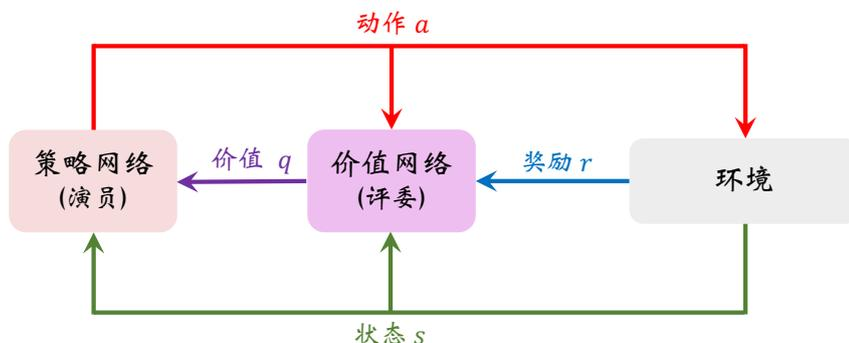 动作 a
策略网络
(演员)
价值 q
价值网络
(评委)
奖励 r
环境
状态 s